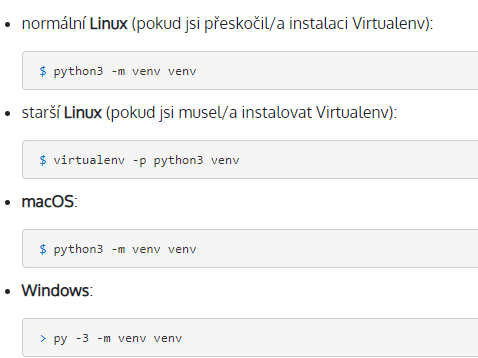 normální Linux (pokud jsi přeskočil/a instalaci Virtualenv):
$ python3 -m venv venv
starší Linux (pokud jsi musel/a instalovat Virtualenv):
$ virtualenv -p python3 venv
macOS:
$ python3 -m venv venv
Windows:
> py -3 -m venv venv